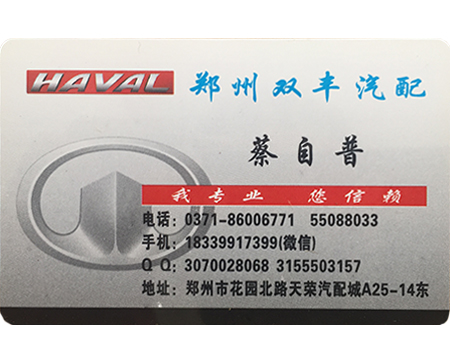 HAVAL 郑州双丰汽配
蔡自普
我专业 您信赖
电话: 0371-86006771 55088033
手机: 18339917399(微信)
Q Q: 3070028068 3155503157
地址: 郑州市花园北路天荣汽配城A25-14东